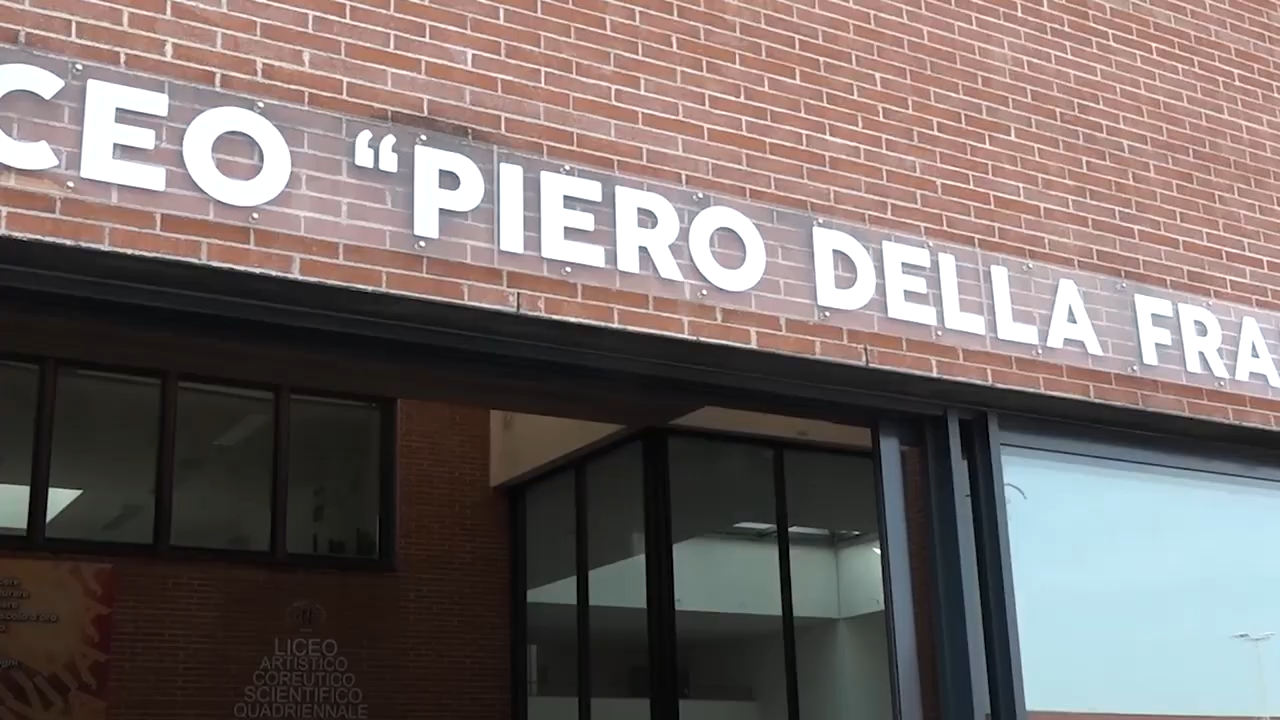 CEO “PIERO DELLA FRA
LICEO
ARTISTICO
COREUTICO
SCIENTIFICO
QUADRIENNALE